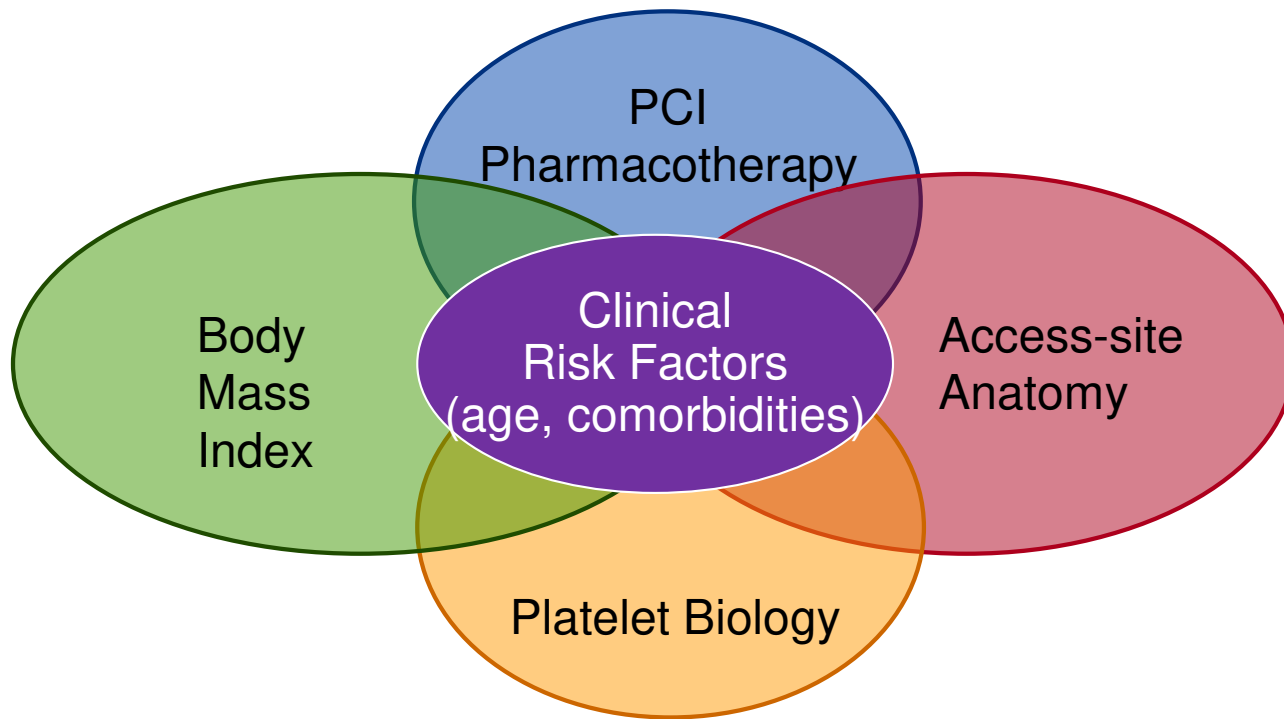 PCI
Pharmacotherapy
Body
Mass
Index
Clinical
Risk Factors
(age, comorbidities)
Access-site
Anatomy
Platelet Biology